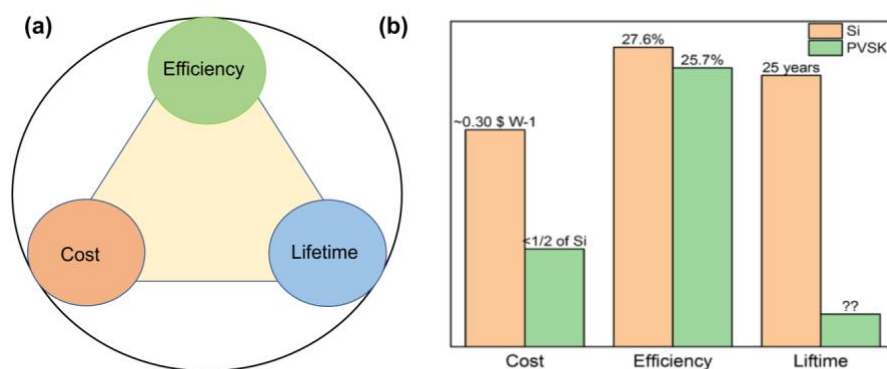 (a)
Efficiency
Cost
Lifetime
(b)
Si
PVSK
27.6%
25.7%
25 years
~0.30 $ W-1
<1/2 of Si
??
Cost
Efficiency
Liftime